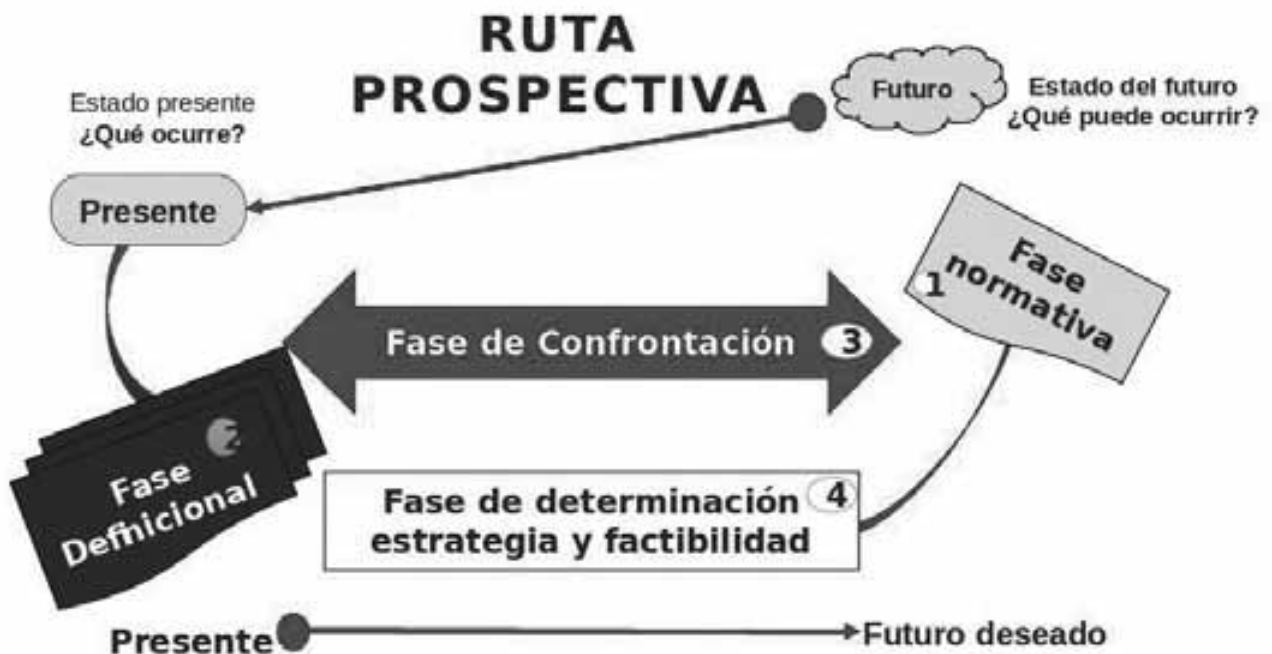 RUTA
PROSPECTIVA
Estado presente
¿Qué ocurre?
Futuro
Estado del futuro
¿Qué puede ocurrir?
Presente
Fase
normativa
1
Fase de Confrontación 3
2
Fase
Definicional
Fase de determinación 4
estrategia y factibilidad
Presente
Futuro deseado